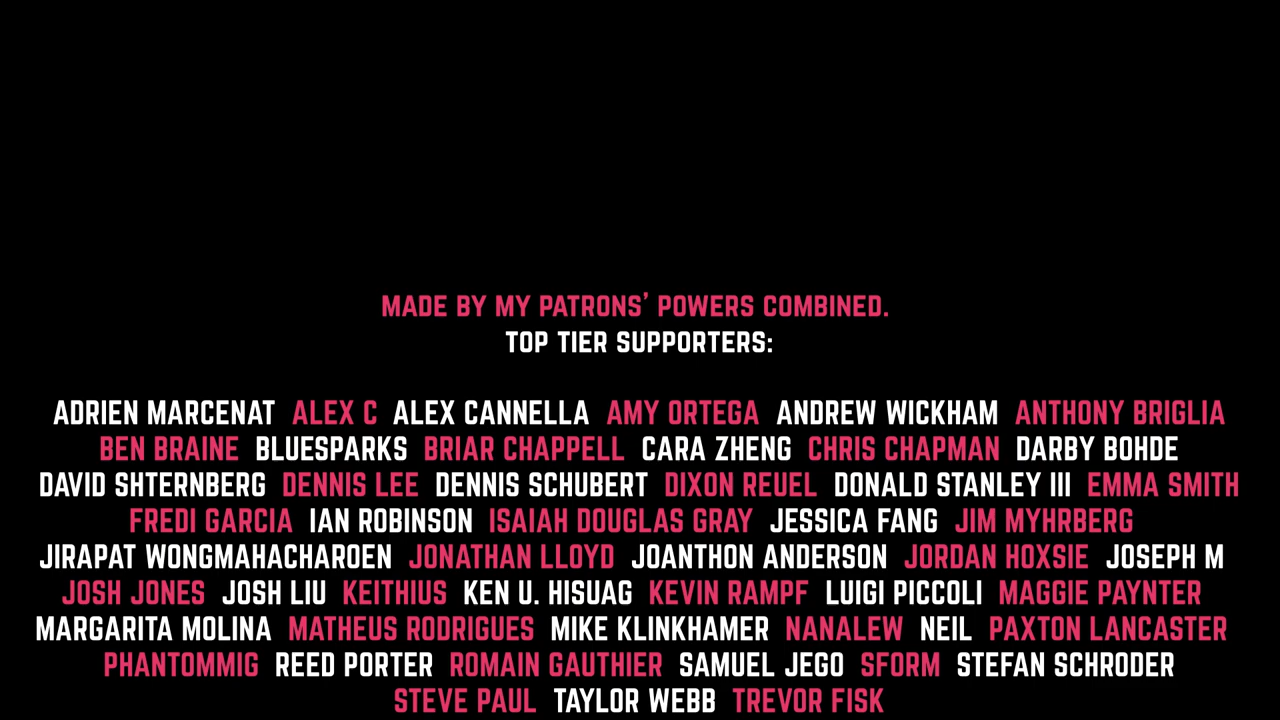 MADE BY MY PATRONS' POWERS COMBINED.
TOP TIER SUPPORTERS:
ADRIEN MARCENAT ALEX C ALEX CANNELLA AMY ORTEGA ANDREW WICKHAM ANTHONY BRIGLIA
BEN BRAINE BLUESPARKS BRIAR CHAPPELL CARA ZHENG CHRIS CHAPMAN DARBY BOHDE
DAVID SHTERNBERG DENNIS LEE DENNIS SCHUBERT DIXON REUEL DONALD STANLEY III EMMA SMITH
FREDI GARCIA IAN ROBINSON ISAIAH DOUGLAS GRAY JESSICA FANG JIM MYHRBERG
JIRAPAT WONGMAHACHAROEN JONATHAN LLOYD JOANTHON ANDERSON JORDAN HOXSIE JOSEPH M
JOSH JONES JOSH LIU KEITHIUS KEN U. HISUAG KEVIN RAMPF LUIGI PICCOLI MAGGIE PAYNTER
MARGARITA MOLINA MATHEUS RODRIGUES MIKE KLINKHAMER NANALEW NEIL PAXTON LANCASTER
PHANTOMMIG REED PORTER ROMAIN GAUTHIER SAMUEL JEGO SFORM STEFAN SCHRODER
STEVE PAUL TAYLOR WEBB TREVOR FISK